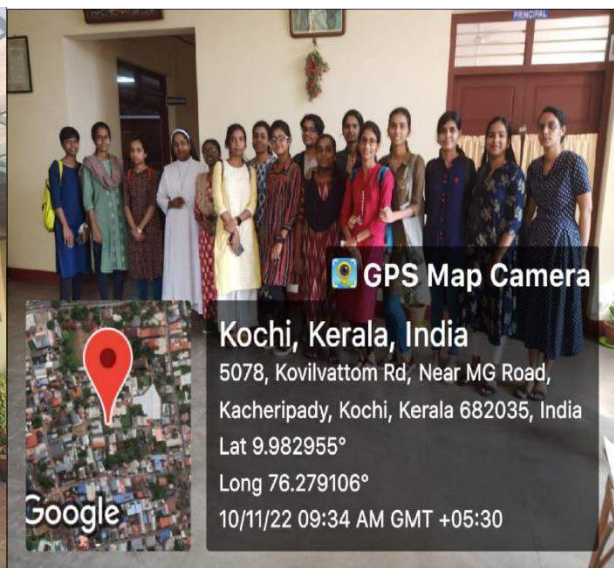 PRINCIPAL
GPS Map Camera
Kochi, Kerala, India
5078, Kovilvattom Rd, Near MG Road,
Kacheripady, Kochi, Kerala 682035, India
Lat 9.982955°
Long 76.279106°
10/11/22 09:34 AM GMT +05:30
Google